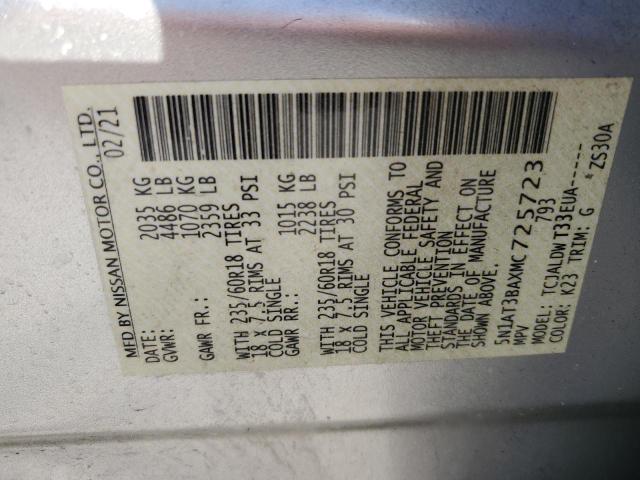 MFD BY NISSAN MOTOR CO., LTD.
DATE: 02/21
GVWR: 2035 KG
4486 LB
GAWR FR.: 1070 KG
2359 LB
WITH 235/60R18 TIRES
18 X 7.5 RIMS AT 33 PSI
COLD SINGLE
GAWR RR: 1015 KG
2238 LB
WITH 235/60R18 TIRES
18 X 7.5 RIMS AT 30 PSI
COLD SINGLE
THIS VEHICLE CONFORMS TO
ALL APPLICABLE FEDERAL
MOTOR VEHICLE SAFETY AND
THEFT PREVENTION
STANDARDS IN EFFECT ON
THE DATE OF MANUFACTURE
SHOWN ABOVE.
5N1AT3BAXMC725723
MPV 793
MODEL: TCJALDWT33EUA------
COLOR: K23 TRIM: G * ZS30A